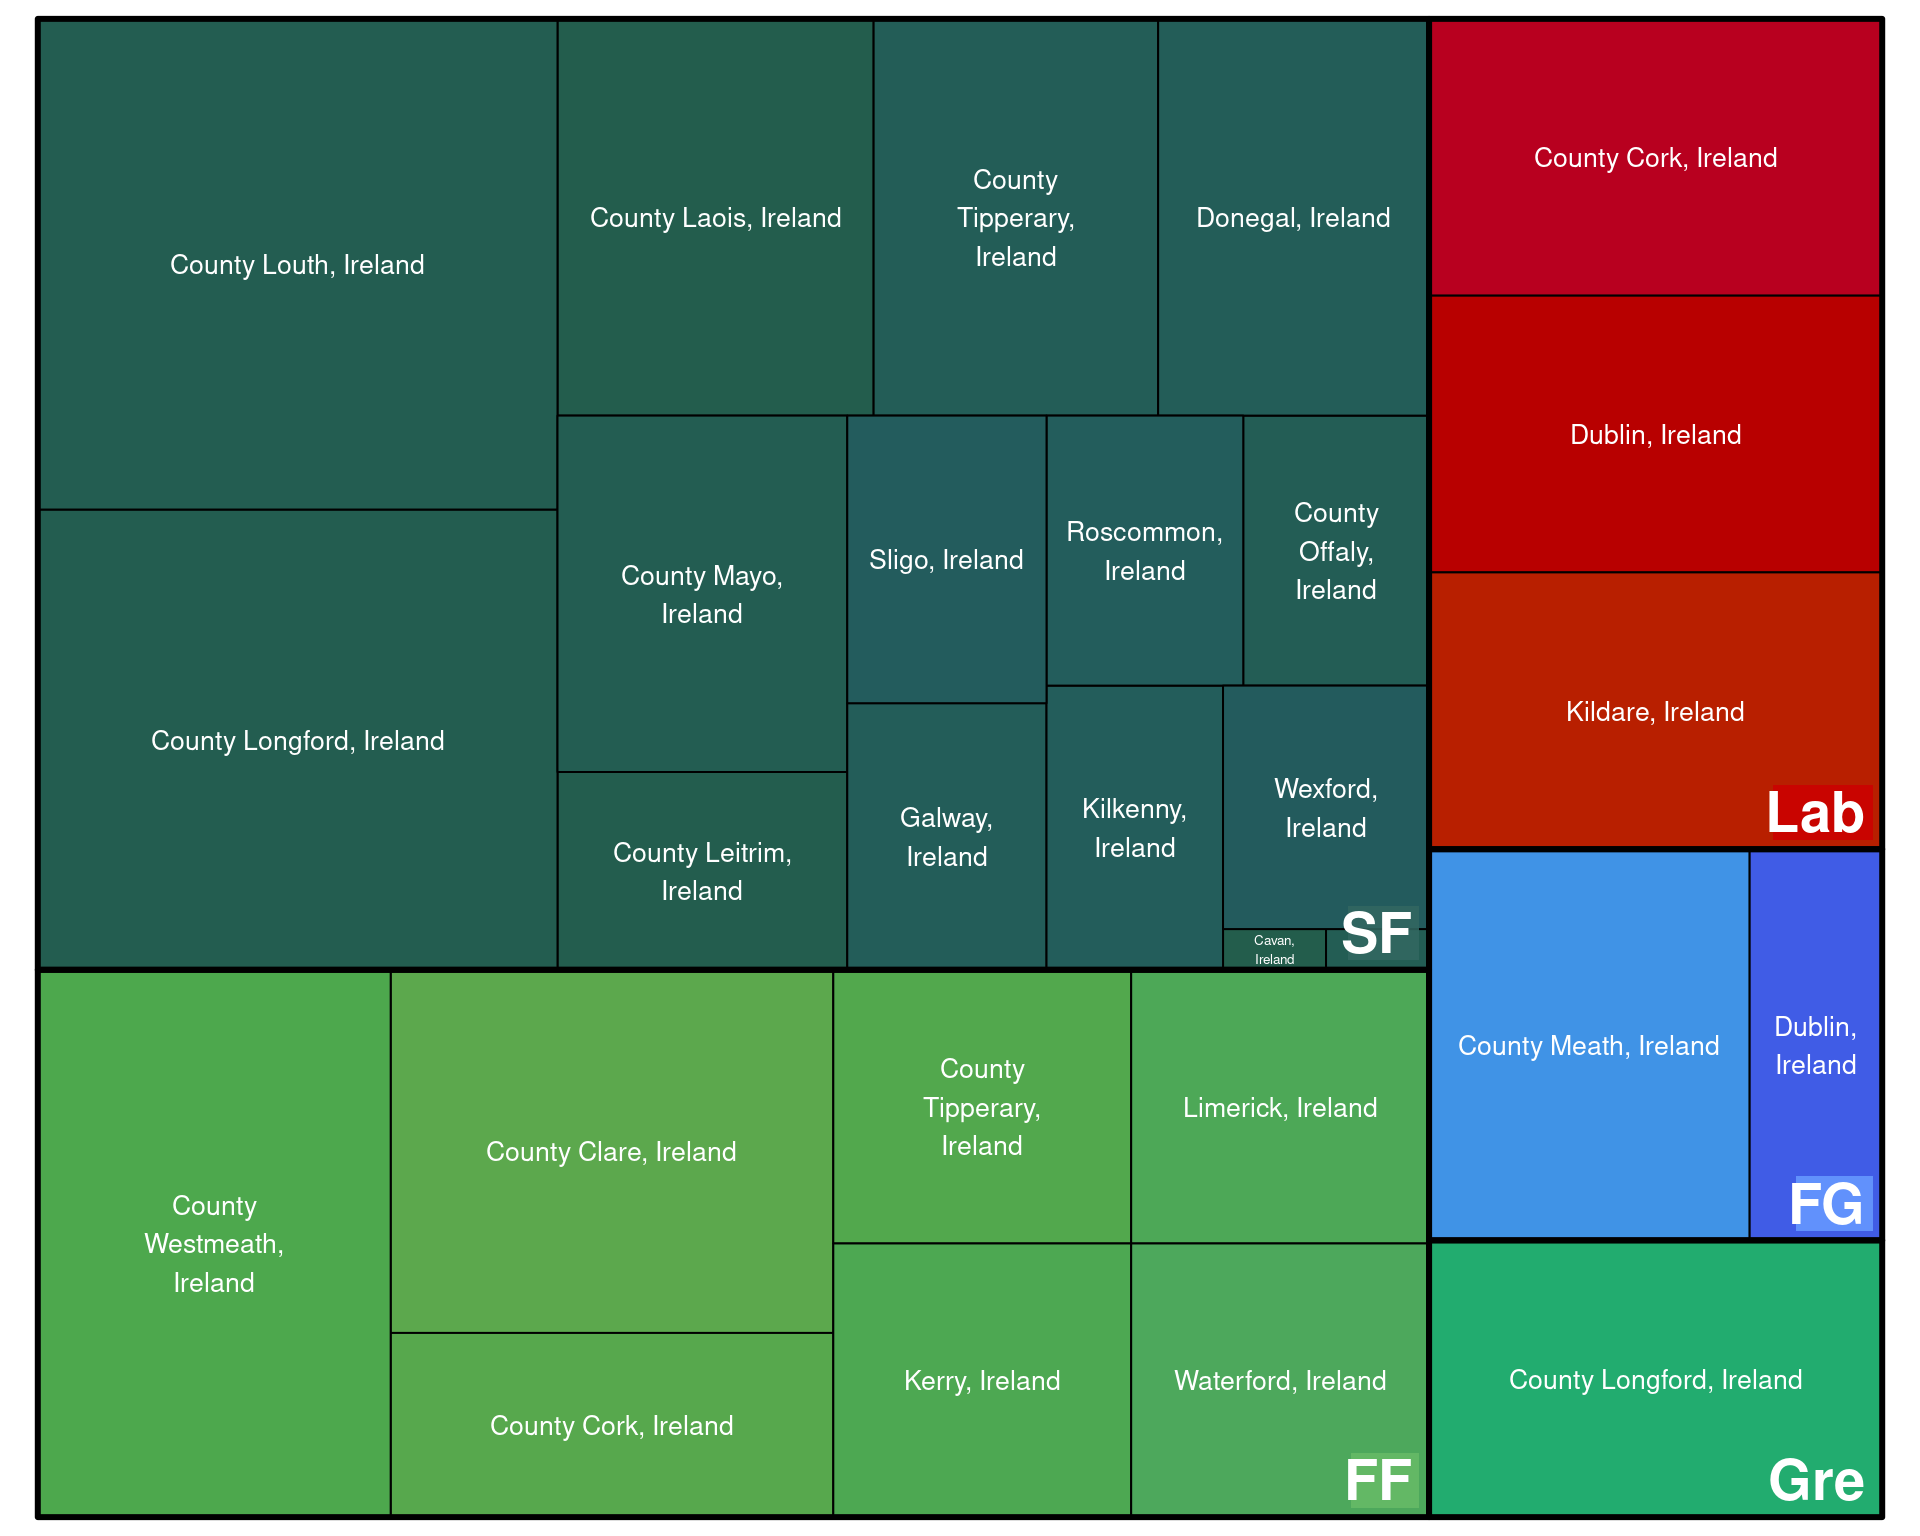 County Louth, Ireland
County Longford, Ireland
County Laois, Ireland
County
Tipperary,
Ireland
Donegal, Ireland
County Mayo,
Ireland
County Leitrim,
Ireland
Sligo, Ireland
Galway,
Ireland
Roscommon,
Ireland
County
Offaly,
Ireland
Kilkenny,
Ireland
Wexford,
Ireland
Cavan,
Ireland
SF
County
Westmeath,
Ireland
County Clare, Ireland
County Cork, Ireland
County
Tipperary,
Ireland
Limerick, Ireland
Kerry, Ireland
Waterford, Ireland
FF
County Cork, Ireland
Dublin, Ireland
Kildare, Ireland
Lab
County Meath, Ireland
Dublin,
Ireland
FG
County Longford, Ireland
Gre